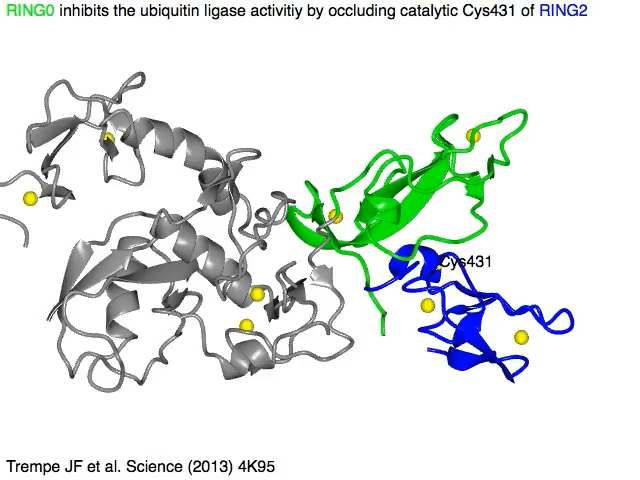 RING0 inhibits the ubiquitin ligase activitiy by occluding catalytic Cys431 of RING2
Cys431
Trempe JF et al. Science (2013) 4K95